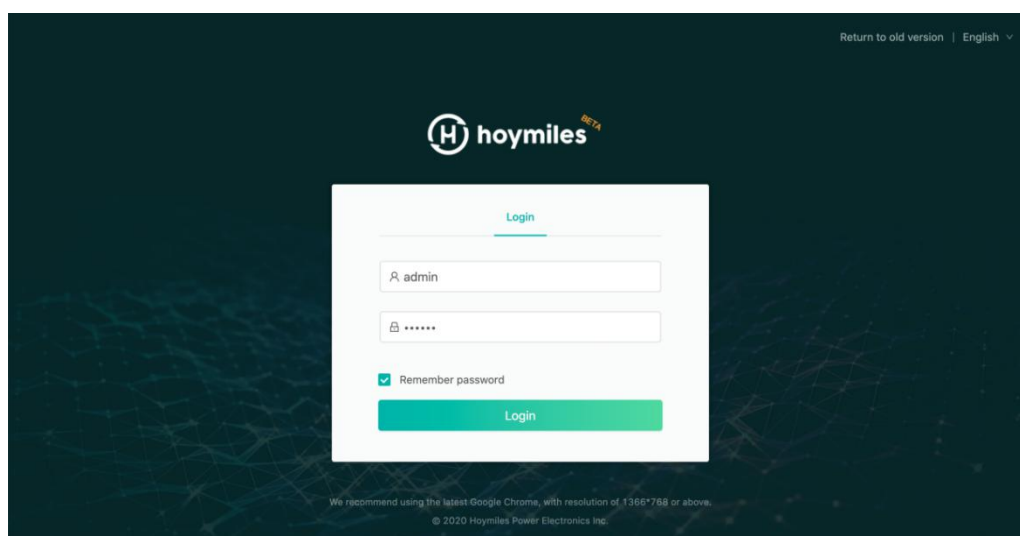 Return to old version | English
hoymiles BETA
Login
admin
••••••
Remember password
Login
We recommend using the latest Google Chrome, with resolution of 1366*768 or above.
© 2020 Hoymiles Power Electronics Inc.